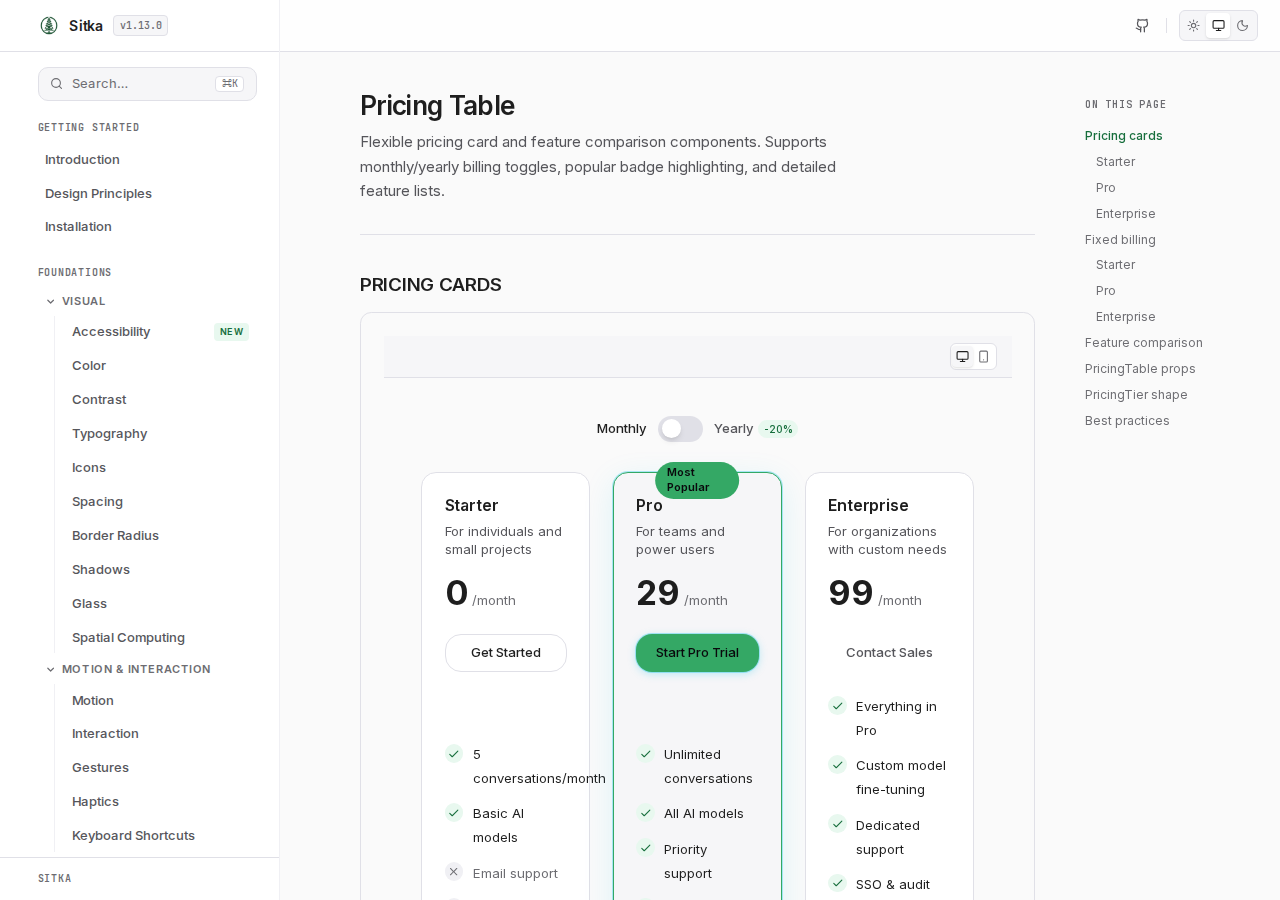 Sitka v1.13.0
Search... ⌘K
GETTING STARTED
Introduction
Design Principles
Installation
FOUNDATIONS
VISUAL
Accessibility NEW
Color
Contrast
Typography
Icons
Spacing
Border Radius
Shadows
Glass
Spatial Computing
MOTION & INTERACTION
Motion
Interaction
Gestures
Haptics
Keyboard Shortcuts
SITKA
Pricing Table
Flexible pricing card and feature comparison components. Supports
monthly/yearly billing toggles, popular badge highlighting, and detailed
feature lists.
PRICING CARDS
Monthly Yearly -20%
Starter
For individuals and
small projects
0 /month
Get Started
5
conversations/month
Basic AI
models
Email support
Most
Popular
Pro
For teams and
power users
29 /month
Start Pro Trial
Unlimited
conversations
All AI models
Priority
support
Enterprise
For organizations
with custom needs
99 /month
Contact Sales
Everything in
Pro
Custom model
fine-tuning
Dedicated
support
SSO & audit
ON THIS PAGE
Pricing cards
Starter
Pro
Enterprise
Fixed billing
Starter
Pro
Enterprise
Feature comparison
PricingTable props
PricingTier shape
Best practices